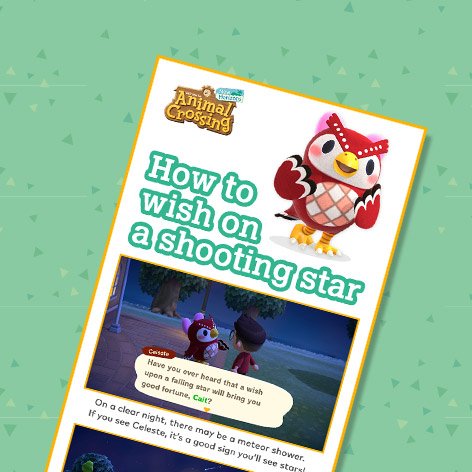 New
Horizons
Animal
Crossing
How to
wish on
a shooting star
Celeste
Have you ever heard that a wish
upon a falling star will bring you
good fortune, Cait?
On a clear night, there may be a meteor shower.
If you see Celeste, it's a good sign you'll see stars!